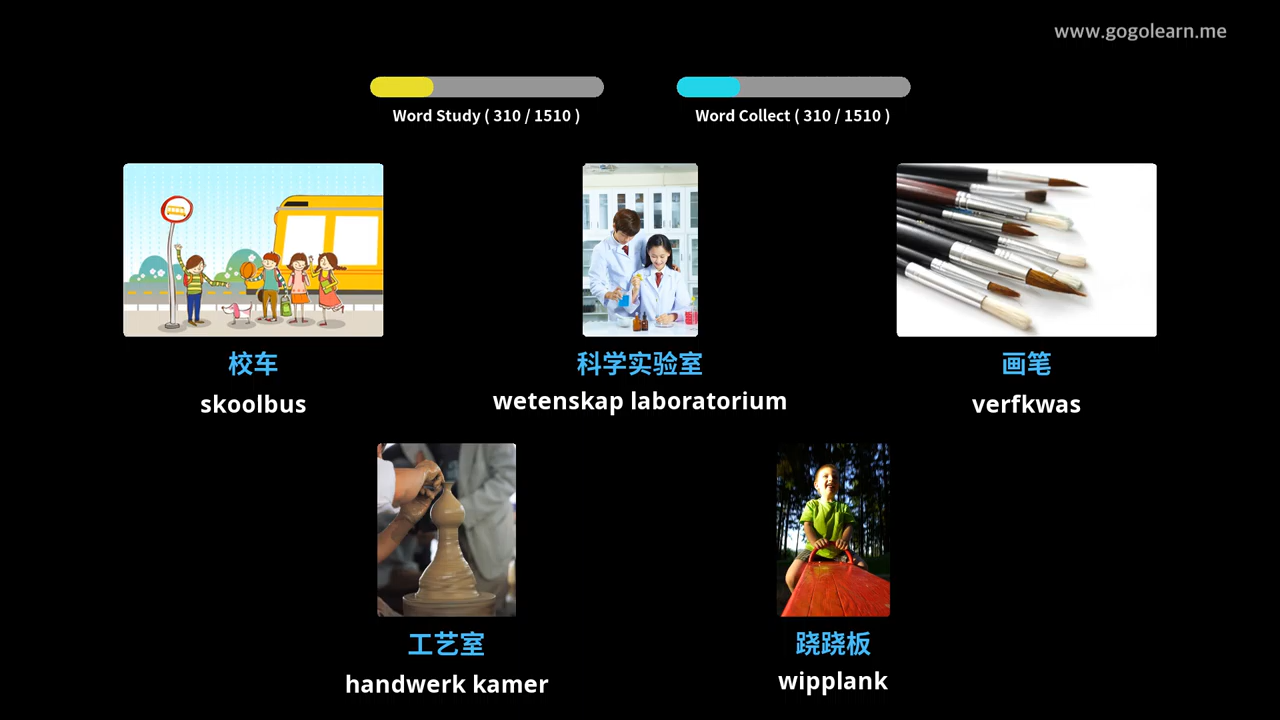 www.gogolearn.me
Word Study ( 310 / 1510 )
Word Collect ( 310 / 1510 )
校车
科学实验室
画笔
skoolbus
wetenskap laboratorium
verfkwas
工艺室
跷跷板
handwerk kamer
wipplank